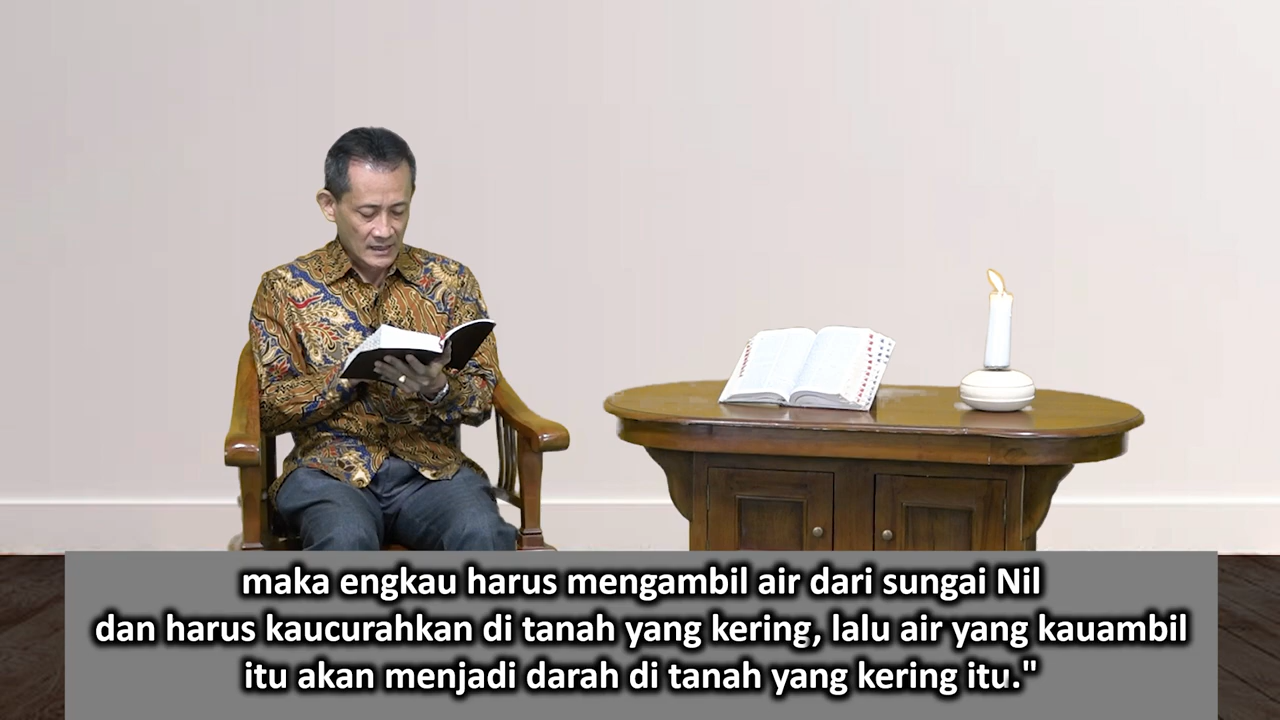 maka engkau harus mengambil air dari sungai Nil
dan harus kaucurahkan di tanah yang kering, lalu air yang kauambil
itu akan menjadi darah di tanah yang kering itu."